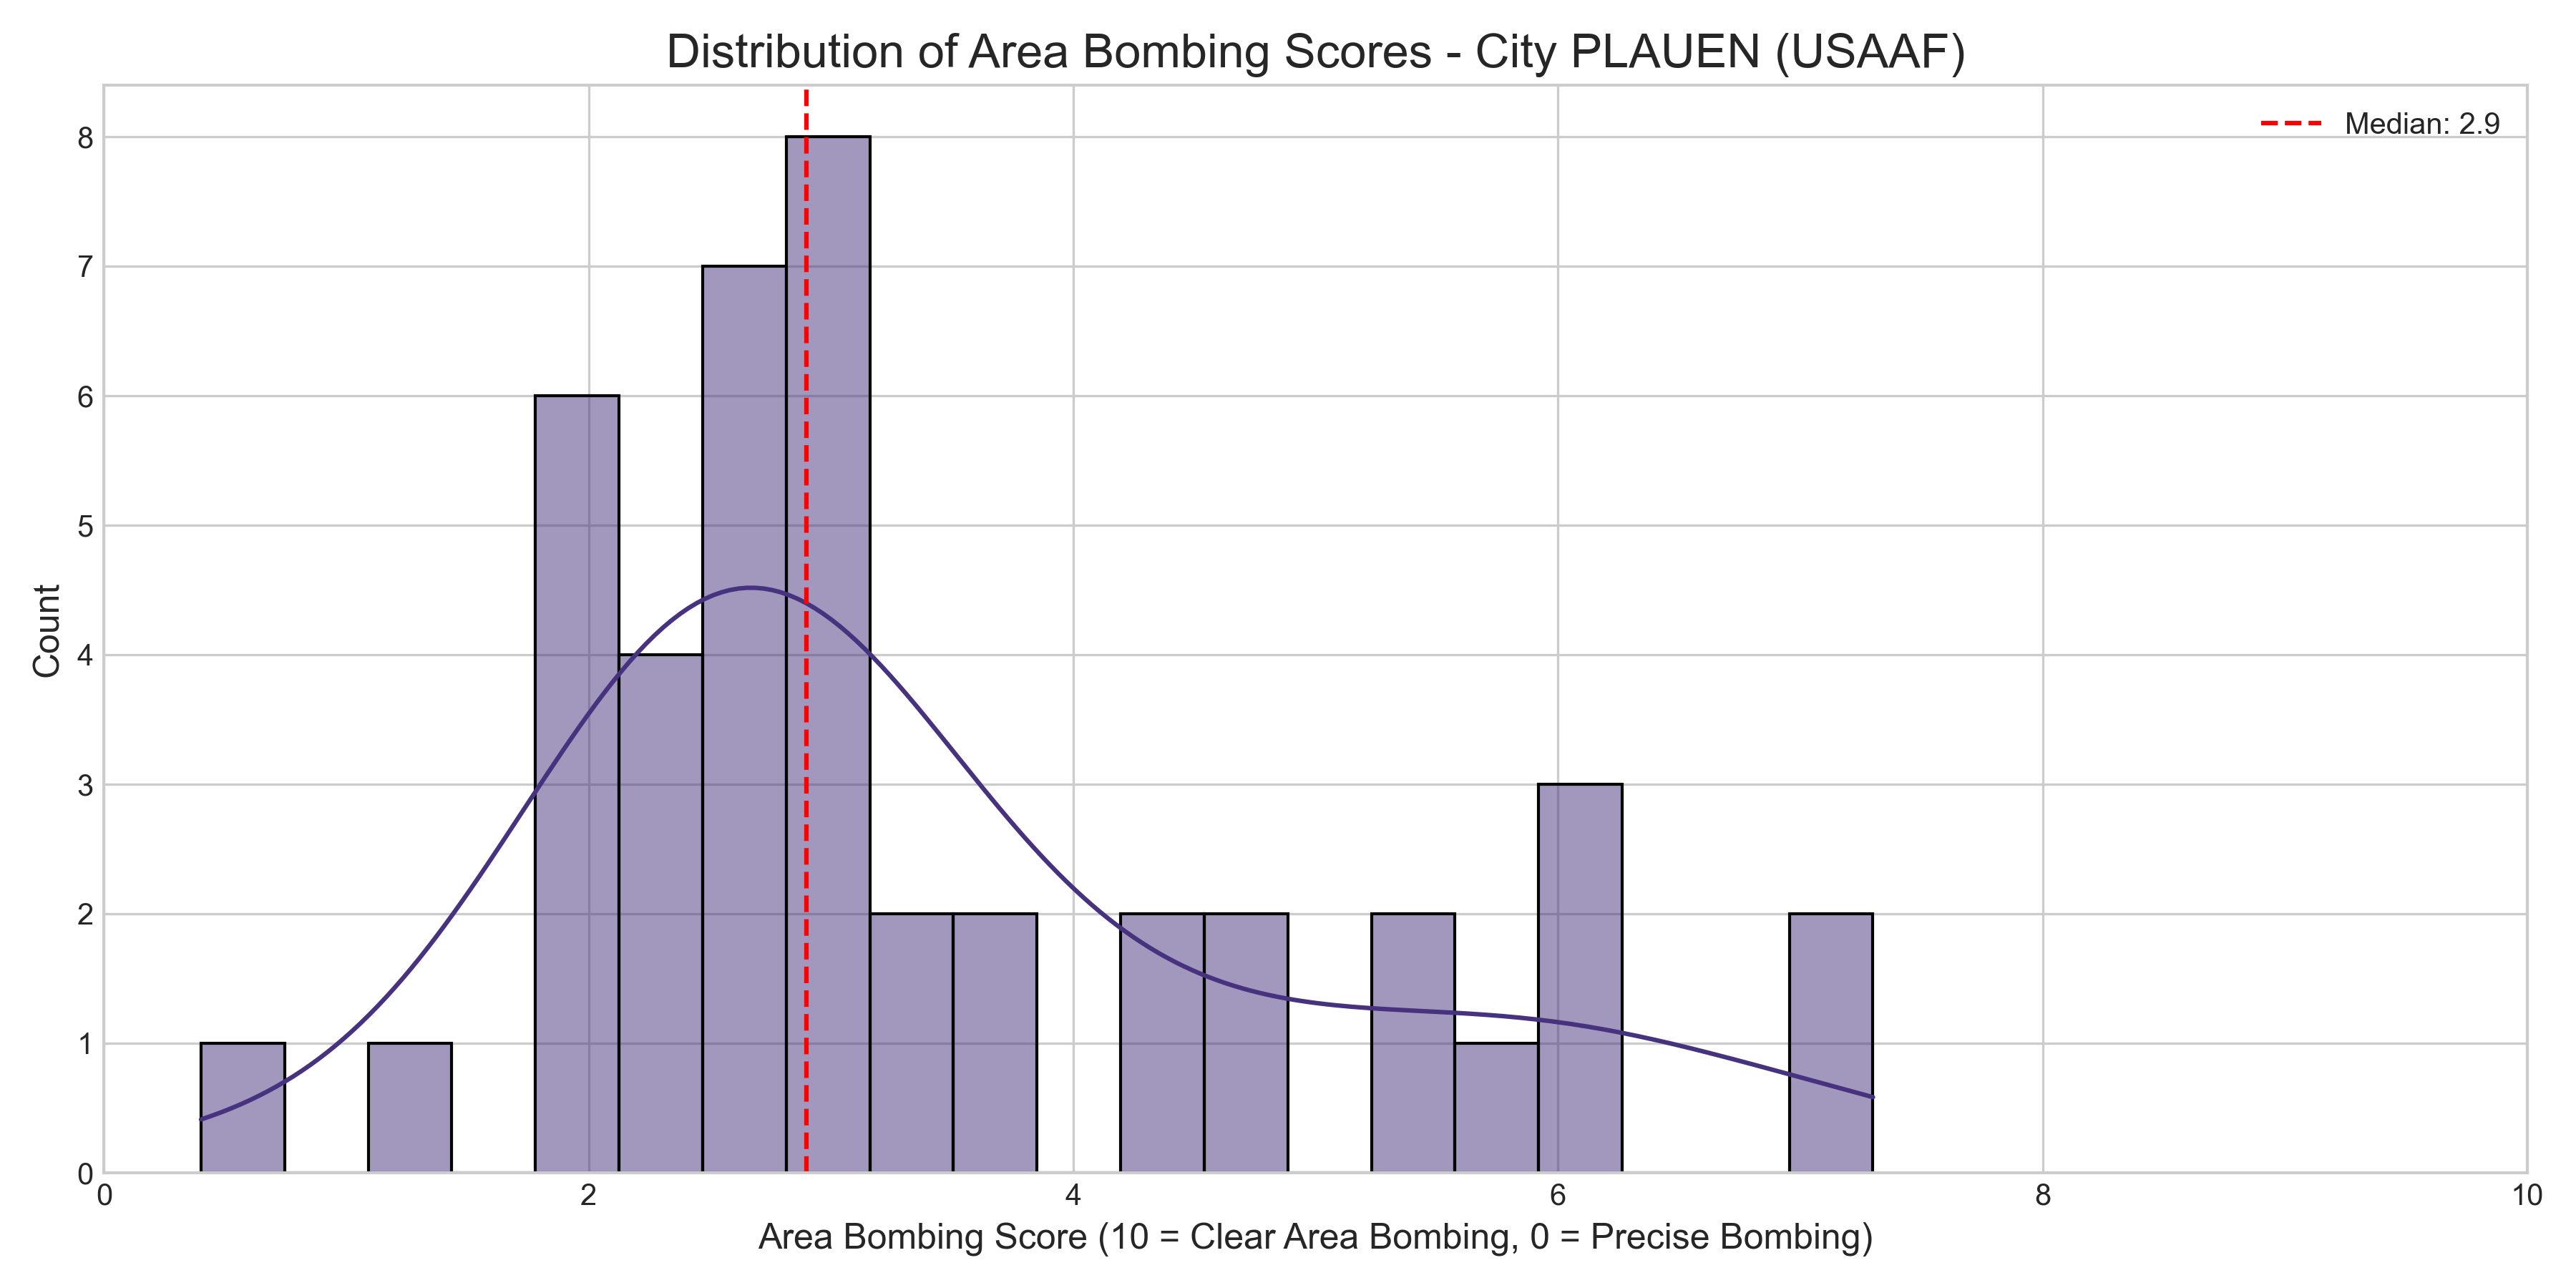 Distribution of Area Bombing Scores - City PLAUEN (USAAF)
Median: 2.9
8
7
6
5
4
3
2
1
0
Count
0 2 4 6 8 10
Area Bombing Score (10 = Clear Area Bombing, 0 = Precise Bombing)